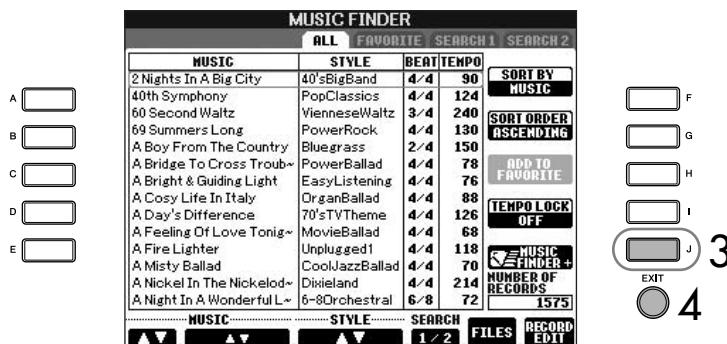 MUSIC FINDER
ALL FAVORITE SEARCH 1 SEARCH 2
MUSIC STYLE BEAT TEMPO
2 Nights In A Big City 40'sBigBand 4/4 90
40th Symphony PopClassics 4/4 124
60 Second Waltz VienneseWaltz 3/4 240
69 Summers Long PowerRock 4/4 130
A Boy From The Country Bluegrass 2/4 150
A Bridge To Cross Troub~ PowerBallad 4/4 78
A Bright & Guiding Light EasyListening 4/4 76
A Cosy Life In Italy OrganBallad 4/4 88
A Day's Difference 70'sTVTheme 4/4 126
A Feeling Of Love Tonig~ MovieBallad 4/4 68
A Fire Lighter Unplugged1 4/4 118
A Misty Ballad CoolJazzBallad 4/4 70
A Nickel In The Nickelod~ Dixieland 4/4 214
A Night In A Wonderful L~ 6-8Orchestral 6/8 72
SORT BY
MUSIC
SORT ORDER
ASCENDING
ADD TO
FAVORITE
TEMPO LOCK
OFF
MUSIC
FINDER+
NUMBER OF
RECORDS
1575
MUSIC STYLE SEARCH
1/2 FILES RECORD
EDIT
A
B
C
D
E
F
G
H
I
J 3
EXIT
4